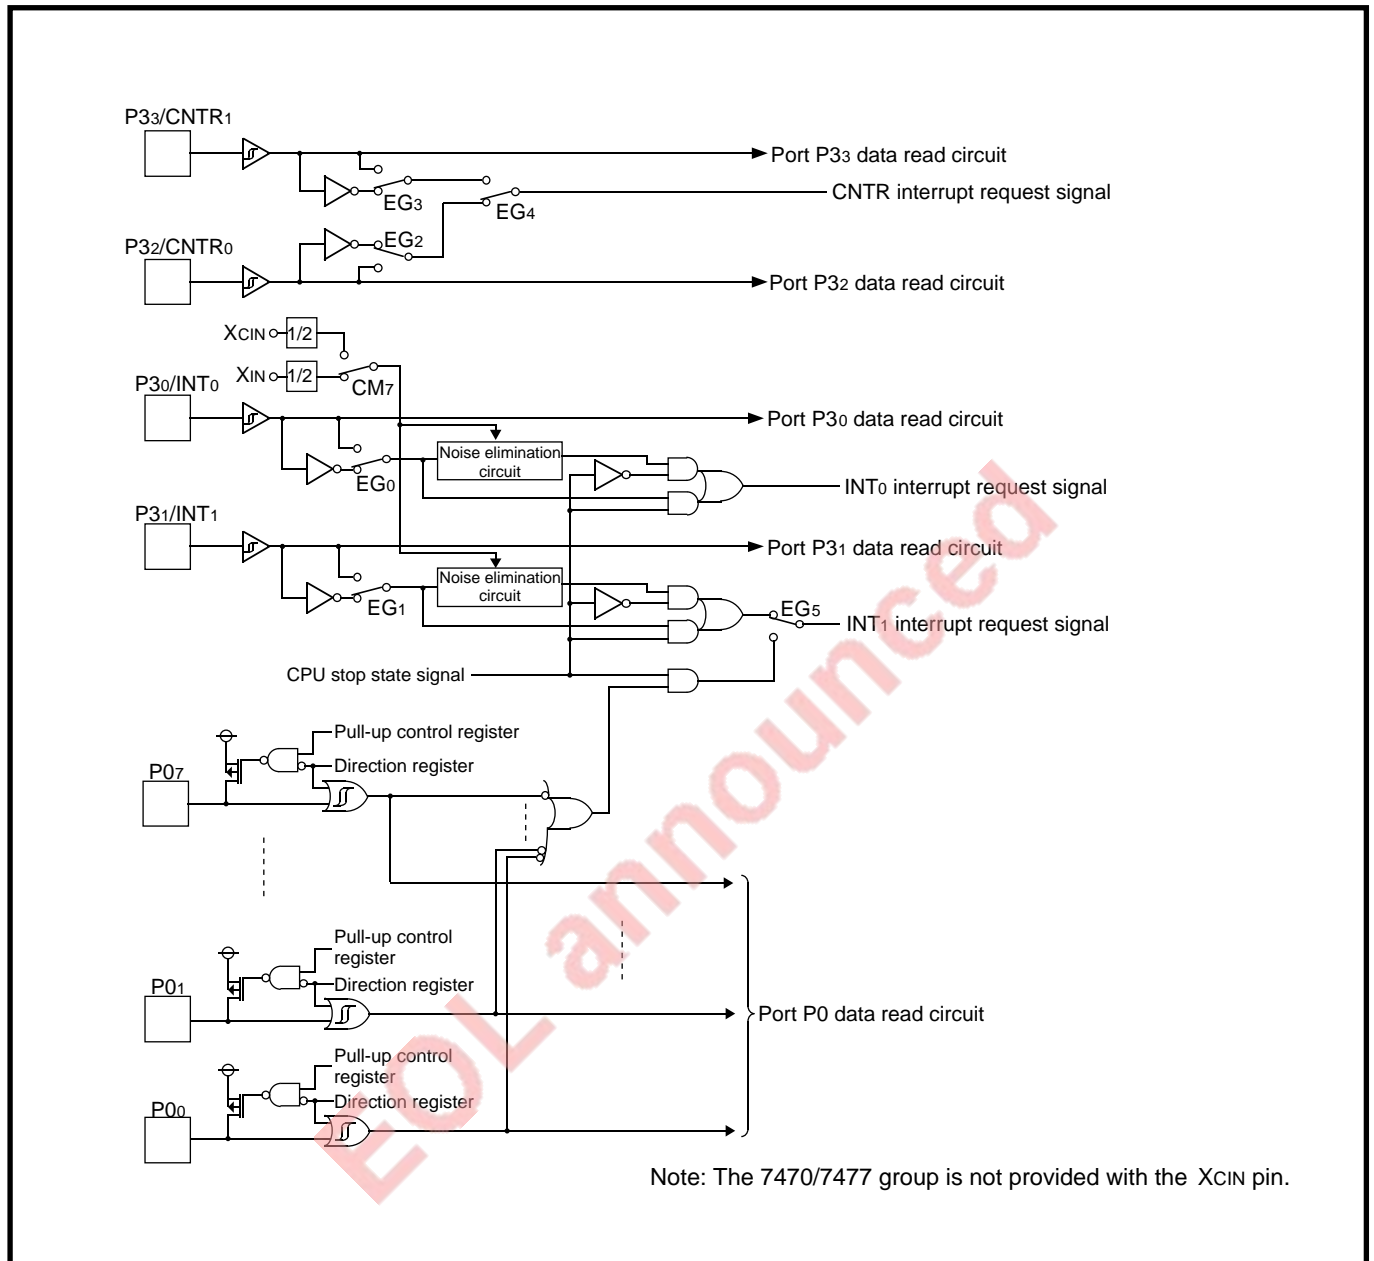 P33/CNTR1
Port P33 data read circuit
EG3
EG4
CNTR interrupt request signal
P32/CNTR0
EG2
Port P32 data read circuit
XCIN
1/2
XIN
1/2
CM7
P30/INT0
Port P30 data read circuit
EG0
Noise elimination
circuit
INT0 interrupt request signal
P31/INT1
Port P31 data read circuit
EG1
Noise elimination
circuit
EG5
INT1 interrupt request signal
CPU stop state signal
Pull-up control register
Direction register
P07
Pull-up control
register
Direction register
P01
Port P0 data read circuit
Pull-up control
register
Direction register
P00
Note: The 7470/7477 group is not provided with the XCIN pin.
EOL announced